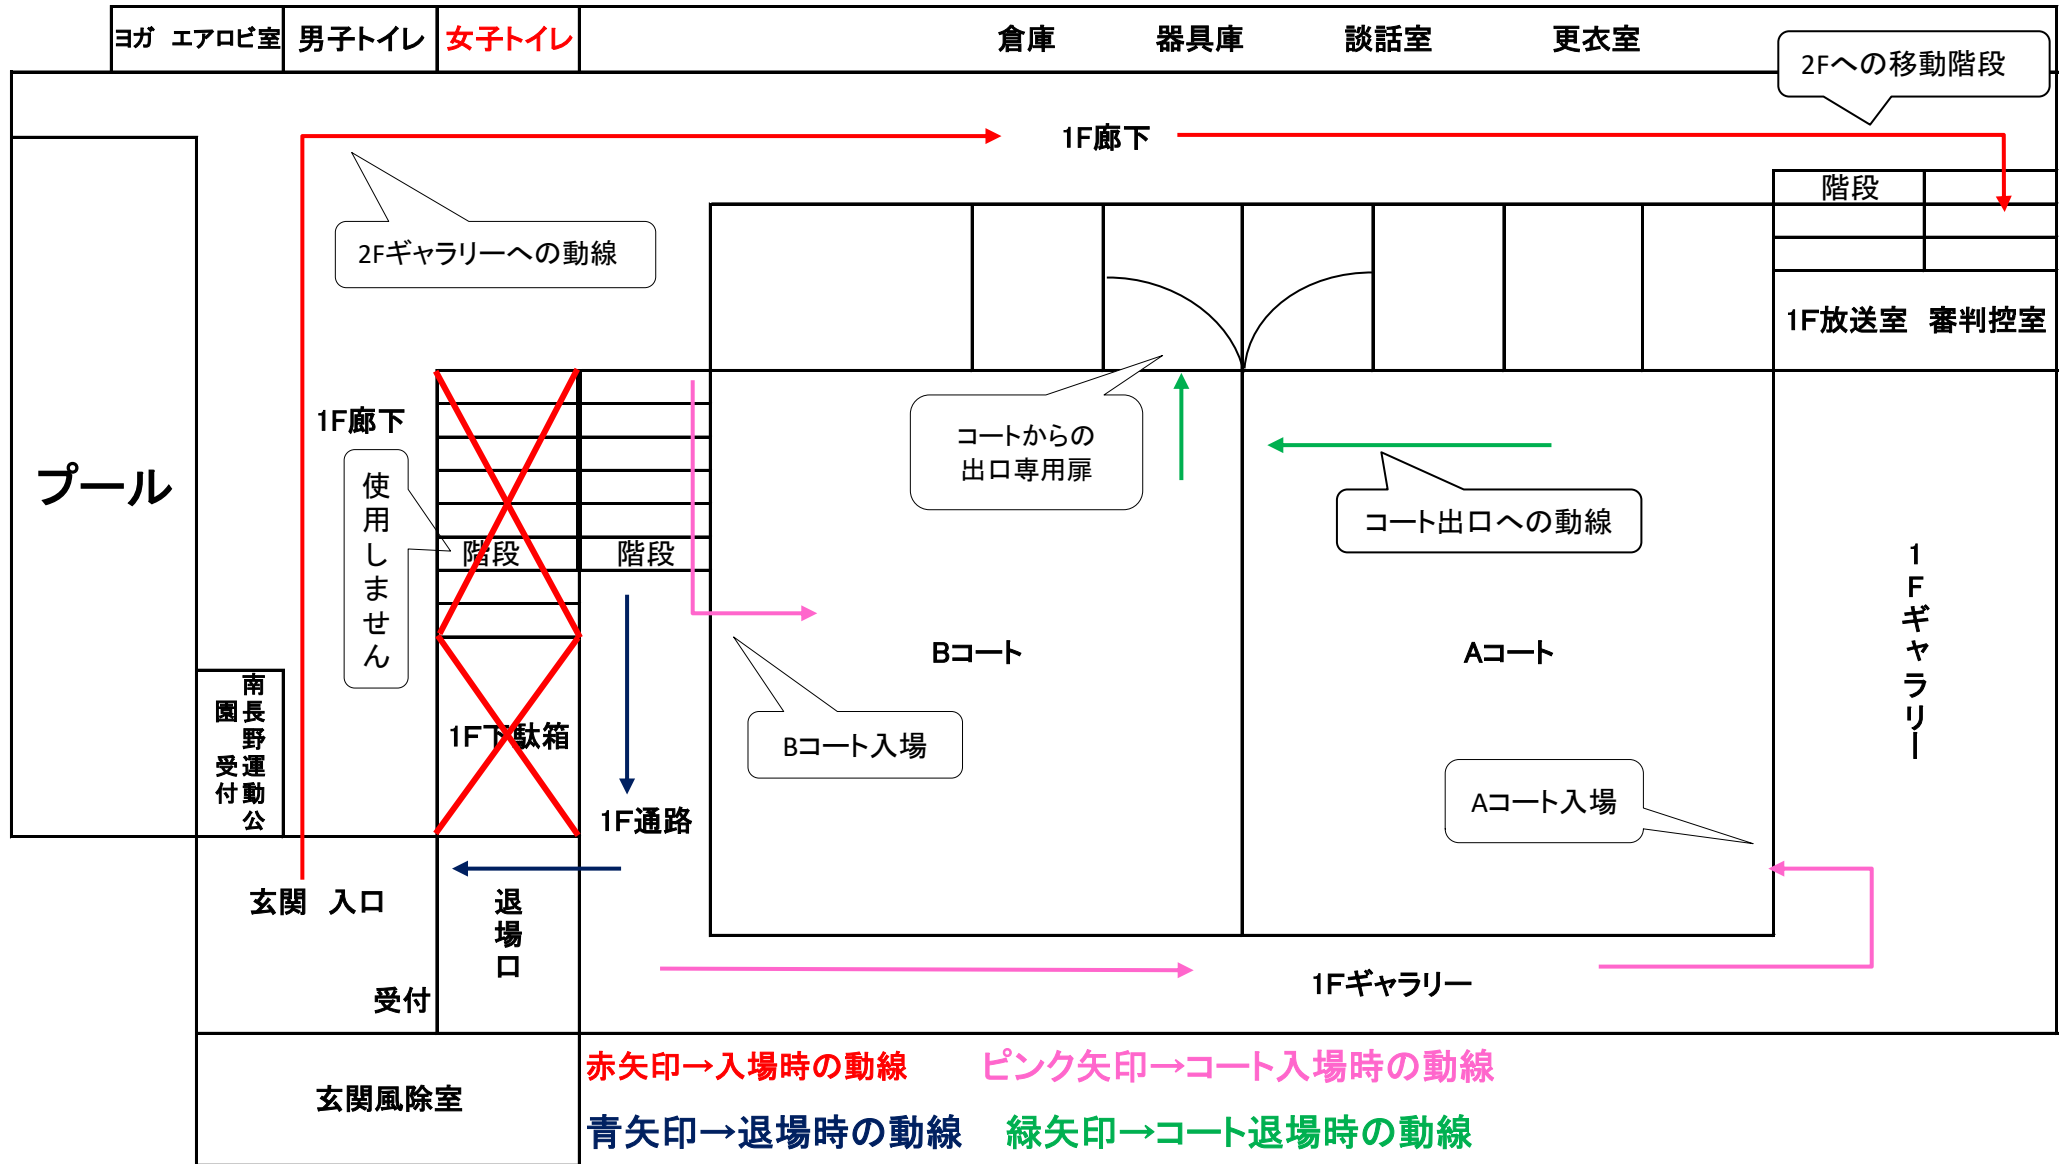 ヨガ　エアロビ室
男子トイレ
女子トイレ
倉庫
器具庫
談話室
更衣室
2Fへの移動階段
1F廊下
階段
2Fギャラリーへの動線
1F放送室　審判控室
1F廊下
コートからの
出口専用扉
コート出口への動線
プール
使用しません
階段
階段
1Fギャラリー
Bコート
Aコート
南長野運動公
園　受付
1F下駄箱
Bコート入場
Aコート入場
1F通路
玄関　入口
退場口
受付
1Fギャラリー
玄関風除室
赤矢印→入場時の動線
ピンク矢印→コート入場時の動線
青矢印→退場時の動線
緑矢印→コート退場時の動線